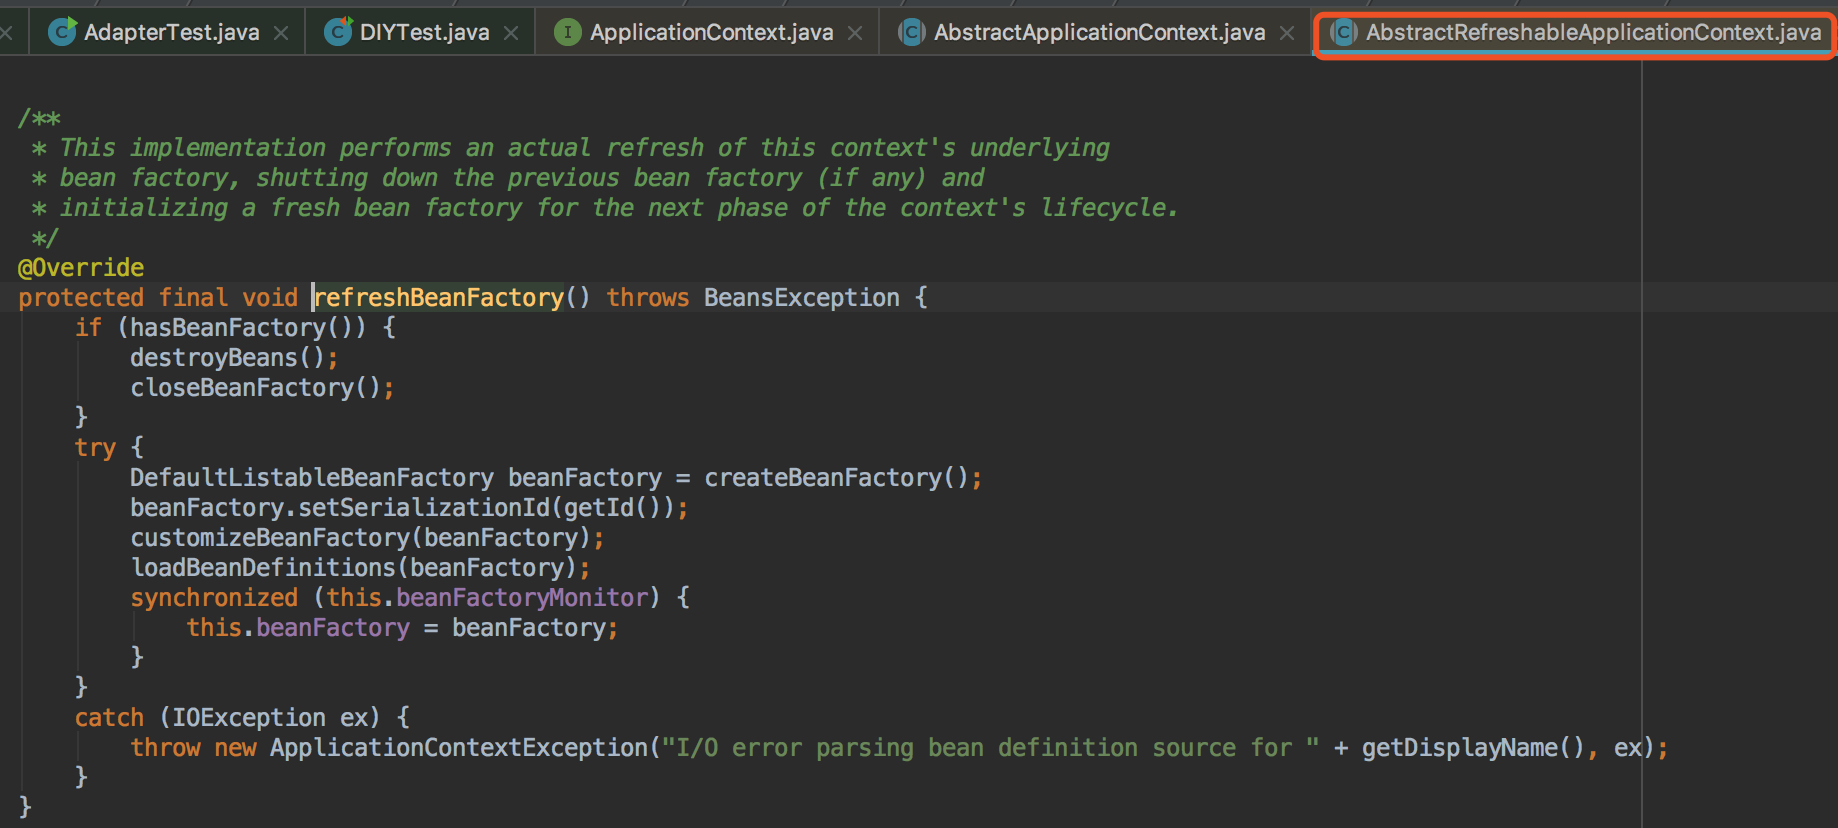 AdapterTest.java DIYTest.java ApplicationContext.java AbstractApplicationContext.java AbstractRefreshableApplicationContext.java
/**
 * This implementation performs an actual refresh of this context's underlying
 * bean factory, shutting down the previous bean factory (if any) and
 * initializing a fresh bean factory for the next phase of the context's lifecycle.
 */
@Override
protected final void refreshBeanFactory() throws BeansException {
    if (hasBeanFactory()) {
        destroyBeans();
        closeBeanFactory();
    }
    try {
        DefaultListableBeanFactory beanFactory = createBeanFactory();
        beanFactory.setSerializationId(getId());
        customizeBeanFactory(beanFactory);
        loadBeanDefinitions(beanFactory);
        synchronized (this.beanFactoryMonitor) {
            this.beanFactory = beanFactory;
        }
    }
    catch (IOException ex) {
        throw new ApplicationContextException("I/O error parsing bean definition source for " + getDisplayName(), ex);
    }
}